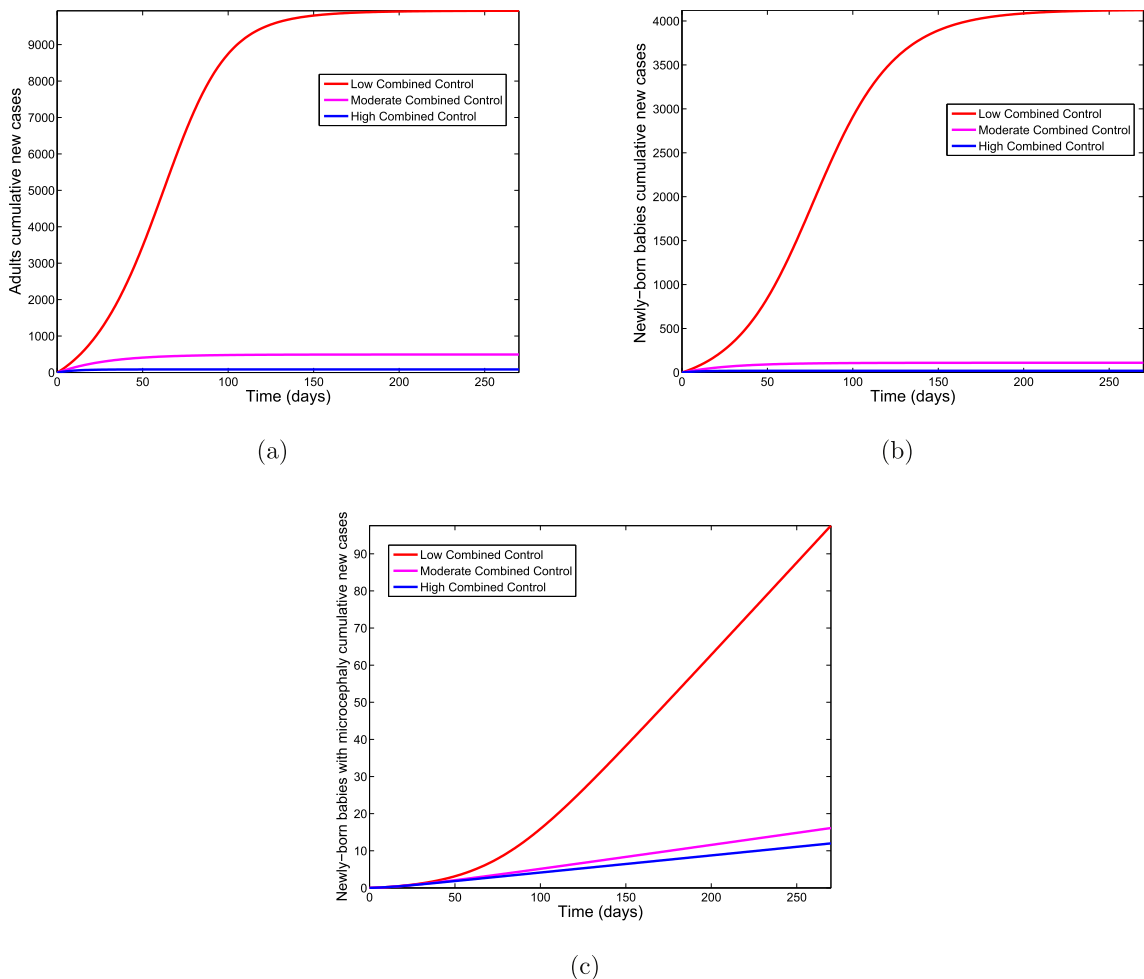 Adults cumulative new cases
9000
8000
7000
6000
5000
4000
3000
2000
1000
0
0 50 100 150 200 250
Time (days)
Low Combined Control
Moderate Combined Control
High Combined Control
(a)
Newly−born babies cumulative new cases
4000
3500
3000
2500
2000
1500
1000
500
0
0 50 100 150 200 250
Time (days)
Low Combined Control
Moderate Combined Control
High Combined Control
(b)
Newly−born babies with microcephaly cumulative new cases
90
80
70
60
50
40
30
20
10
0
0 50 100 150 200 250
Time (days)
Low Combined Control
Moderate Combined Control
High Combined Control
(c)